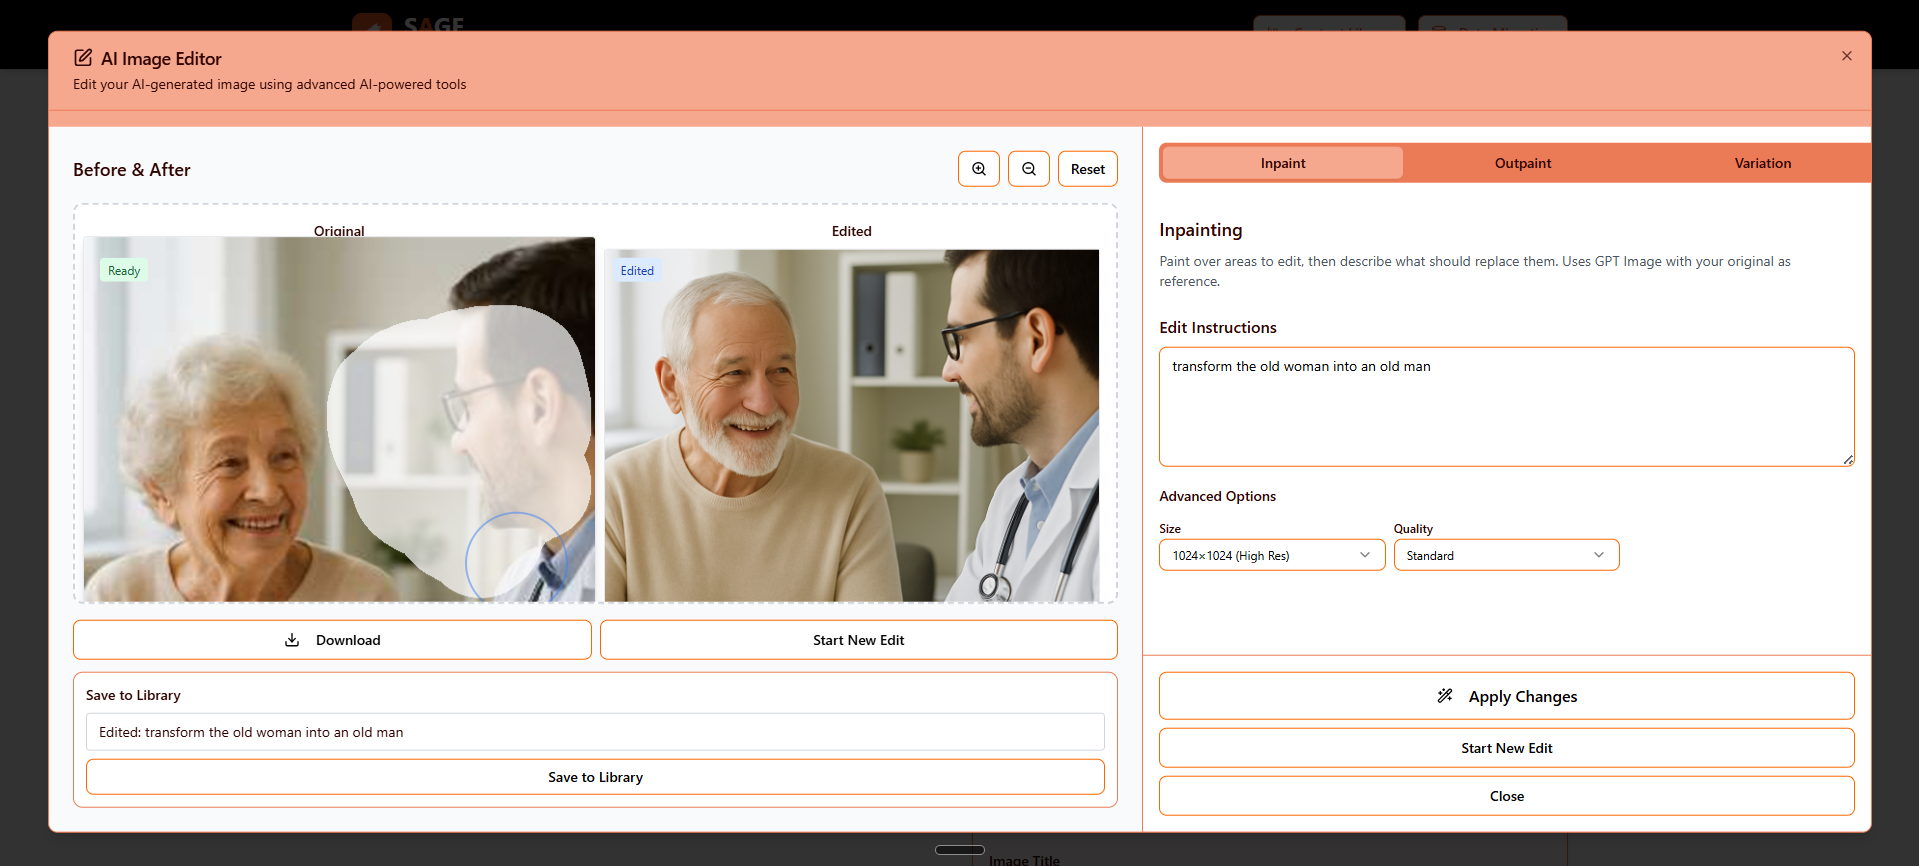 SAGE
AI Image Editor
Edit your AI-generated image using advanced AI-powered tools
Before & After
Reset
Original
Edited
Ready
Edited
Download
Start New Edit
Save to Library
Edited: transform the old woman into an old man
Save to Library
Inpaint
Outpaint
Variation
Inpainting
Paint over areas to edit, then describe what should replace them. Uses GPT Image with your original as
reference.
Edit Instructions
transform the old woman into an old man
Advanced Options
Size
Quality
1024×1024 (High Res)
Standard
Apply Changes
Start New Edit
Close
Image Title